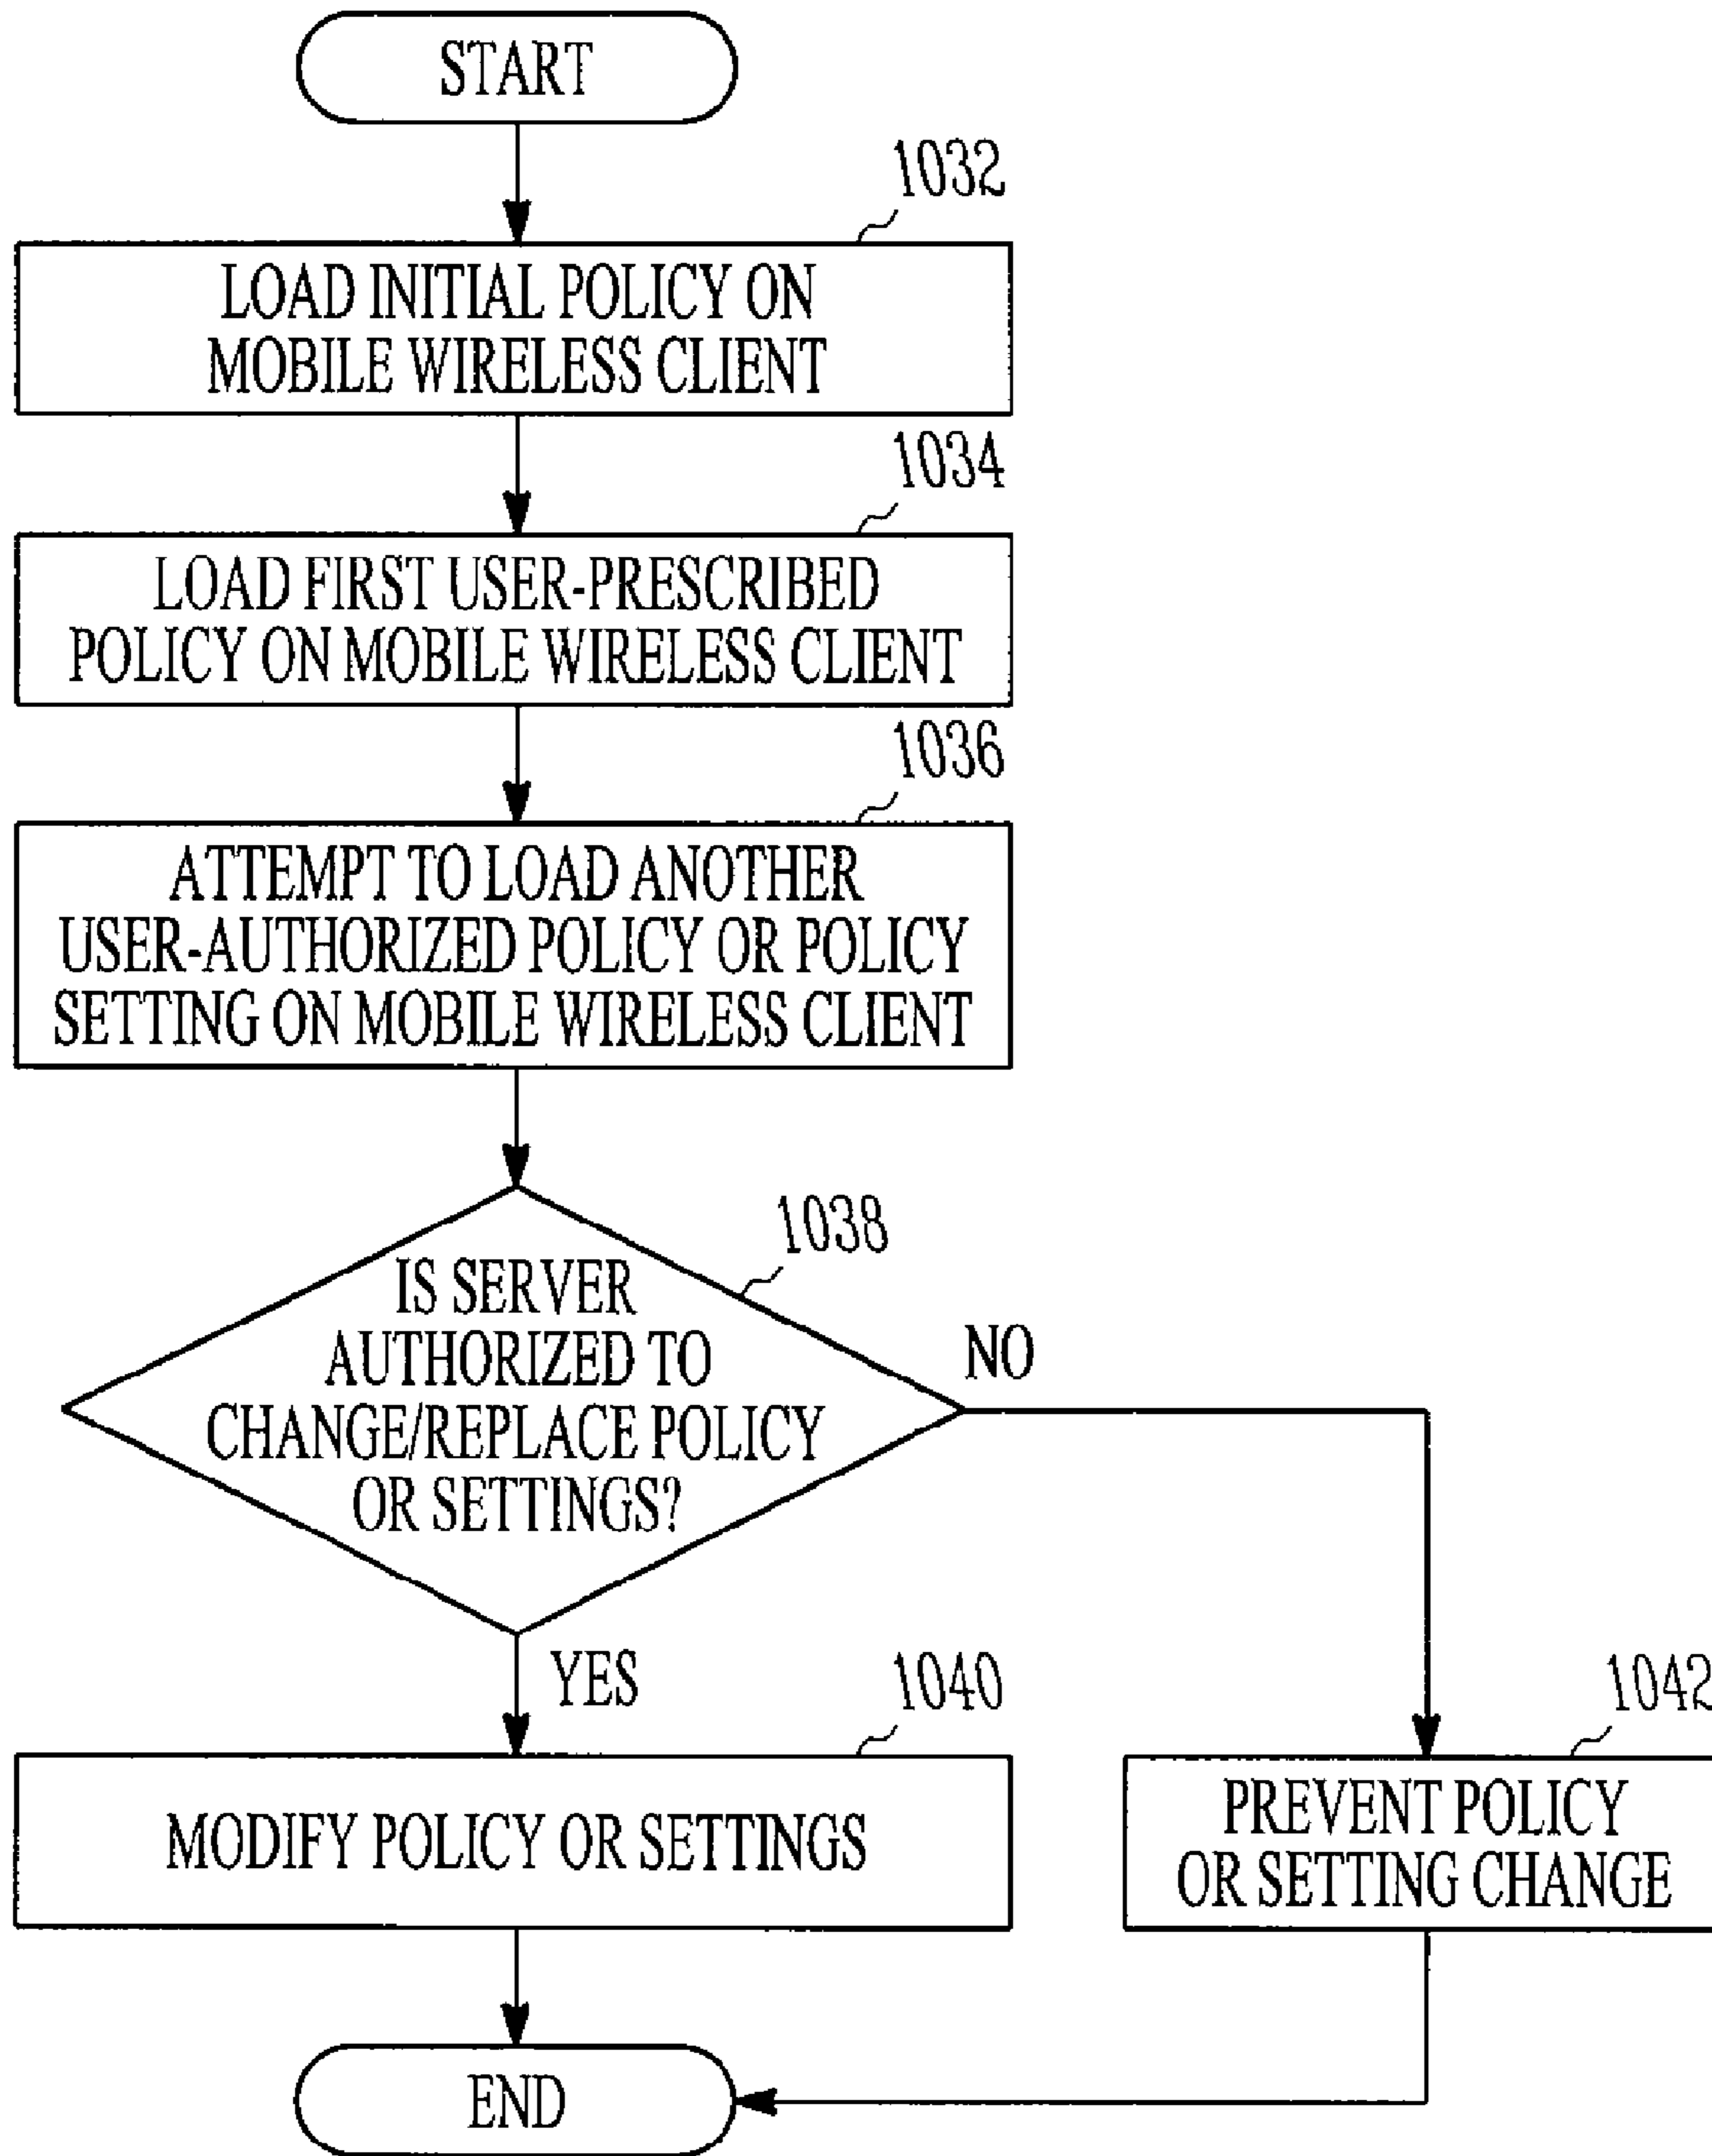 START
1032
LOAD INITIAL POLICY ON
MOBILE WIRELESS CLIENT
1034
LOAD FIRST USER-PRESCRIBED
POLICY ON MOBILE WIRELESS CLIENT
1036
ATTEMPT TO LOAD ANOTHER
USER-AUTHORIZED POLICY OR POLICY
SETTING ON MOBILE WIRELESS CLIENT
1038
IS SERVER
AUTHORIZED TO
CHANGE/REPLACE POLICY
OR SETTINGS?
NO
YES
1040
MODIFY POLICY OR SETTINGS
1042
PREVENT POLICY
OR SETTING CHANGE
END